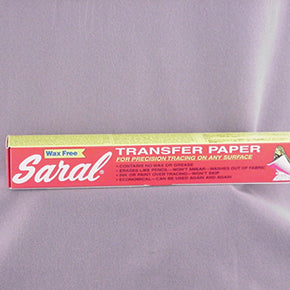 Wax Free
Saral®
TRANSFER PAPER
FOR PRECISION TRACING ON ANY SURFACE
• CONTAINS NO WAX OR GREASE
• ERASES LIKE PENCIL—WON'T SMEAR—WASHES OUT OF FABRIC
• INK OR PAINT OVER TRACING—WON'T SKIP
• ECONOMICAL—CAN BE USED AGAIN AND AGAIN